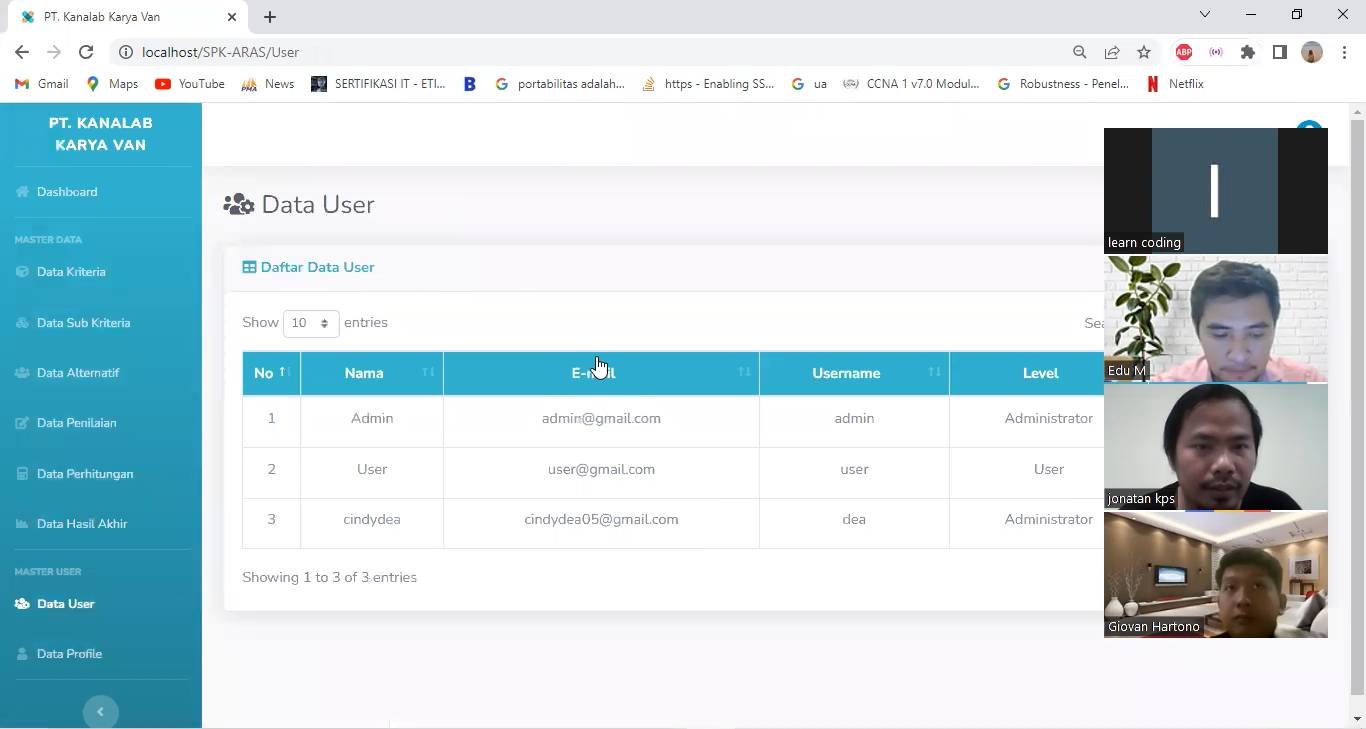 PT. Kanalab Karya Van
localhost/SPK-ARAS/User
ABP
Gmail
Maps
YouTube
News
SERTIFIKASI IT - ETI...
B
portabilitas adalah...
https - Enabling SS...
ua
CCNA 1 v7.0 Modul...
Robustness - Penel...
Netflix
PT. KANALAB
KARYA VAN
Dashboard
MASTER DATA
Data Kriteria
Data Sub Kriteria
Data Alternatif
Data Penilaian
Data Perhitungan
Data Hasil Akhir
MASTER USER
Data User
Data Profile
Data User
Daftar Data User
Show 10 entries
No Nama Username Level
1 Admin admin@gmail.com admin Administrator
2 User user@gmail.com user User
3 cindydea cindydea05@gmail.com dea Administrator
Showing 1 to 3 of 3 entries
l
learn coding
Edu M
jonatan kps
Giovan Hartono